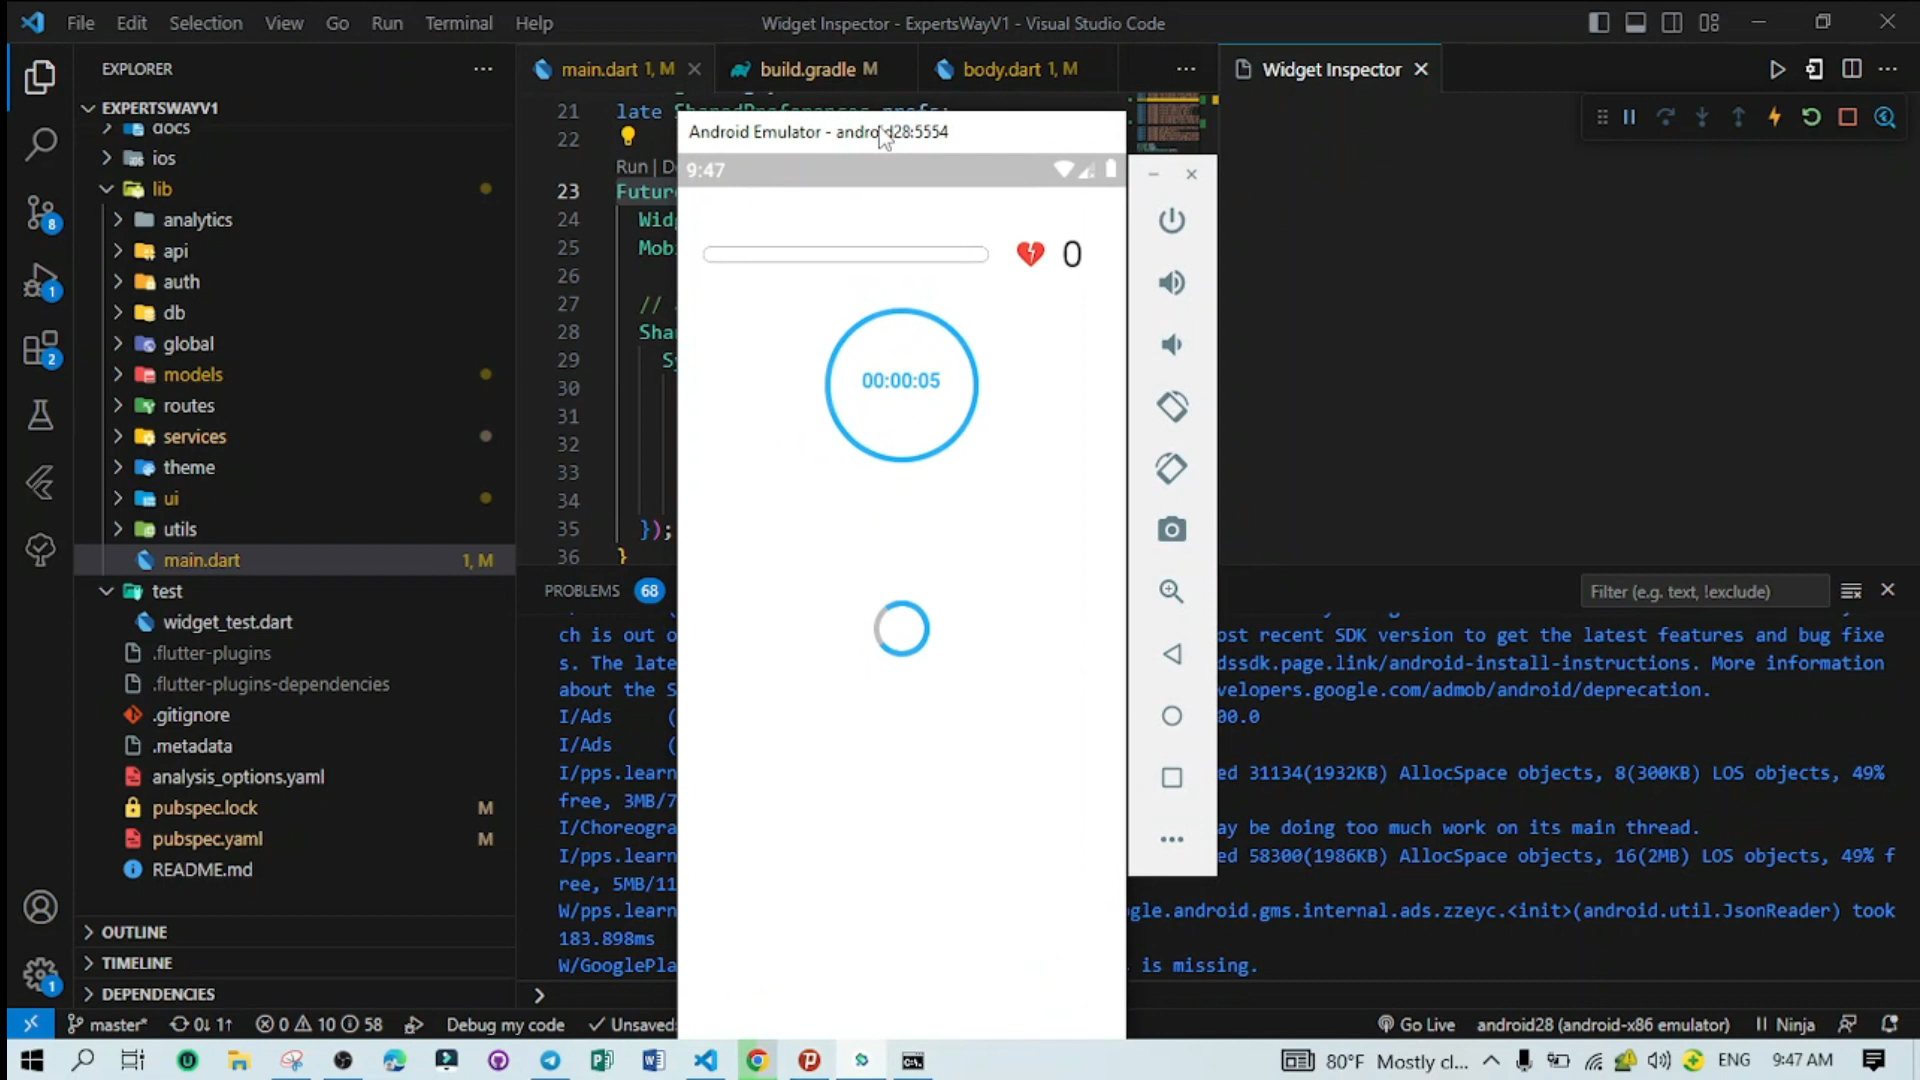 File Edit Selection View Go Run Terminal Help
Widget Inspector - ExpertsWayV1 - Visual Studio Code
EXPLORER
EXPERTSWAYV1
docs
ios
lib
analytics
api
auth
db
global
models
routes
services
theme
ui
utils
main.dart 1, M
test
widget_test.dart
.flutter-plugins
.flutter-plugins-dependencies
.gitignore
.metadata
analysis_options.yaml
pubspec.lock M
pubspec.yaml M
README.md
OUTLINE
TIMELINE
DEPENDENCIES
8
1
2
1
main.dart 1, M
build.gradle M
body.dart 1, M
Widget Inspector
21 late SharedPreferences prefs;
22
Run | D
23 Futur
24 Wid
25 Mob
26
27 //
28 Sha
29 S
30
31
32
33
34
35 });
36 }
Android Emulator - android28:5554
9:47
0
00:00:05
PROBLEMS 68
Filter (e.g. text, !exclude)
ch is out o
ost recent SDK version to get the latest features and bug fixe
s. The late
dssdk.page.link/android-install-instructions. More information
about the S
velopers.google.com/admob/android/deprecation.
I/Ads (
00.0
I/Ads (
I/pps.learn
ed 31134(1932KB) AllocSpace objects, 8(300KB) LOS objects, 49%
free, 3MB/7
I/Choreogra
ay be doing too much work on its main thread.
I/pps.learn
ed 58300(1986KB) AllocSpace objects, 16(2MB) LOS objects, 49% f
ree, 5MB/11
W/pps.learn
gle.android.gms.internal.ads.zzeyc.<init>(android.util.JsonReader) took
183.898ms
W/GooglePla
is missing.
master* 0↓ 1↑ 0 10 58 Debug my code Unsaved:
Go Live android28 (android-x86 emulator) Ninja
80°F Mostly cl... ENG 9:47 AM